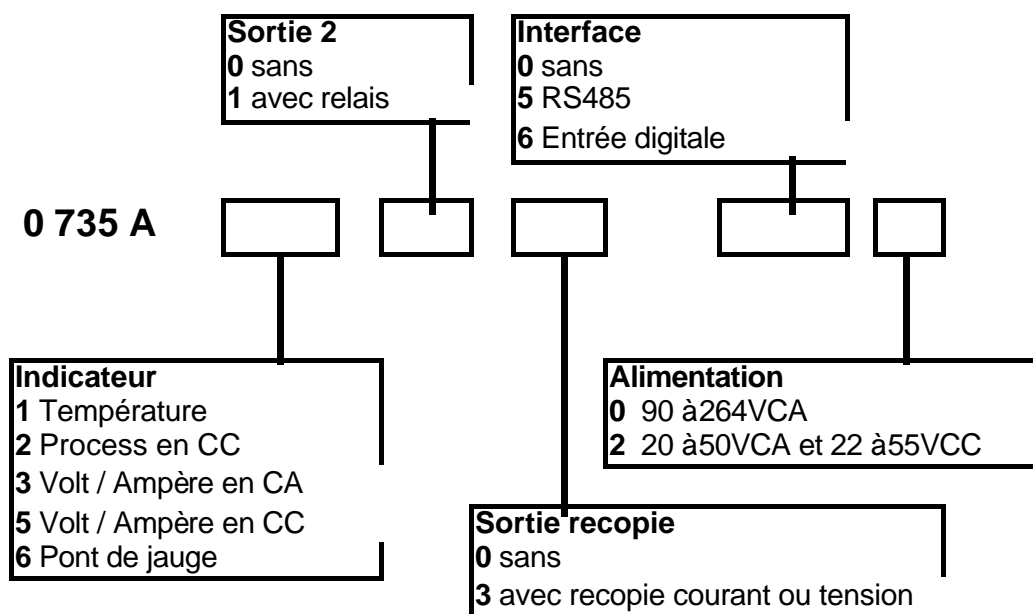 Sortie 2
0 sans
1 avec relais
Interface
0 sans
5 RS485
6 Entrée digitale
0 735 A
Indicateur
1 Température
2 Process en CC
3 Volt / Ampère en CA
5 Volt / Ampère en CC
6 Pont de jauge
Alimentation
0 90 à264VCA
2 20 à50VCA et 22 à55VCC
Sortie recopie
0 sans
3 avec recopie courant ou tension